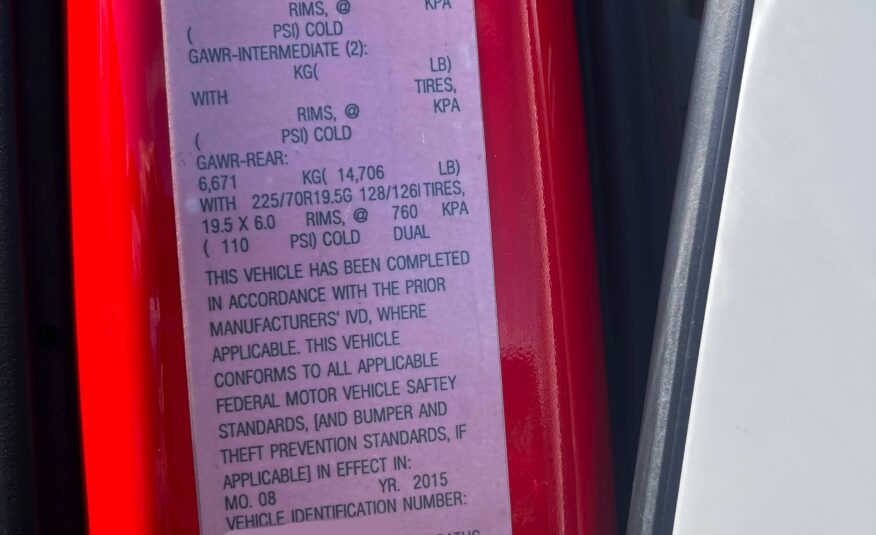 RIMS, @ KPA
( PSI) COLD
GAWR-INTERMEDIATE (2):
KG( LB)
WITH TIRES,
RIMS, @ KPA
( PSI) COLD
GAWR-REAR:
6,671 KG( 14,706 LB)
WITH 225/70R19.5G 128/126 TIRES,
19.5 X 6.0 RIMS, @ 760 KPA
( 110 PSI) COLD DUAL
THIS VEHICLE HAS BEEN COMPLETED
IN ACCORDANCE WITH THE PRIOR
MANUFACTURERS' IVD, WHERE
APPLICABLE. THIS VEHICLE
CONFORMS TO ALL APPLICABLE
FEDERAL MOTOR VEHICLE SAFTEY
STANDARDS, [AND BUMPER AND
THEFT PREVENTION STANDARDS, IF
APPLICABLE] IN EFFECT IN:
MO. 08 YR. 2015
VEHICLE IDENTIFICATION NUMBER: